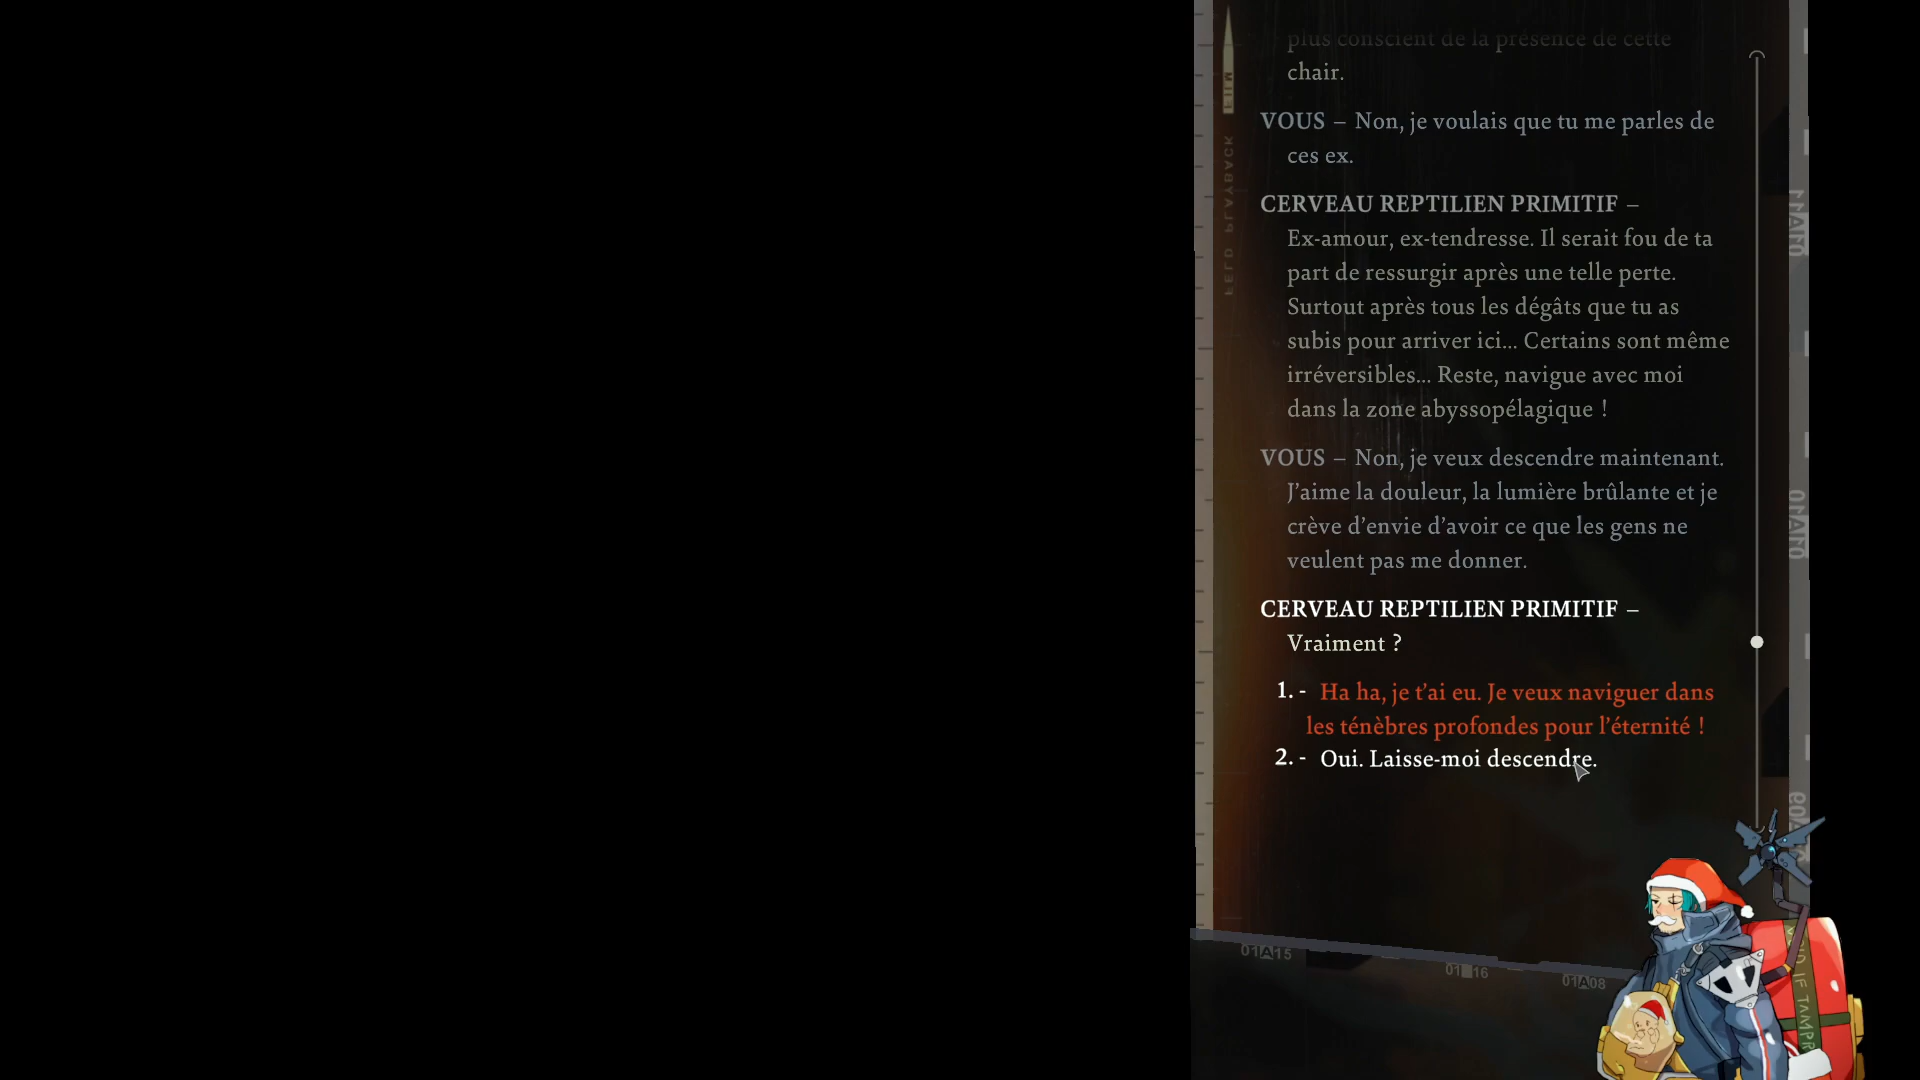 plus conscient de la présence de cette
chair.
VOUS – Non, je voulais que tu me parles de
ces ex.
CERVEAU REPTILIEN PRIMITIF –
Ex-amour, ex-tendresse. Il serait fou de ta
part de ressurgir après une telle perte.
Surtout après tous les dégâts que tu as
subis pour arriver ici... Certains sont même
irréversibles... Reste, navigue avec moi
dans la zone abyssopélagique !
VOUS – Non, je veux descendre maintenant.
J’aime la douleur, la lumière brûlante et je
crève d’envie d’avoir ce que les gens ne
veulent pas me donner.
CERVEAU REPTILIEN PRIMITIF –
Vraiment ?
1. - Ha ha, je t’ai eu. Je veux naviguer dans
les ténèbres profondes pour l’éternité !
2. - Oui. Laisse-moi descendre.
01A15
01 16
01A08